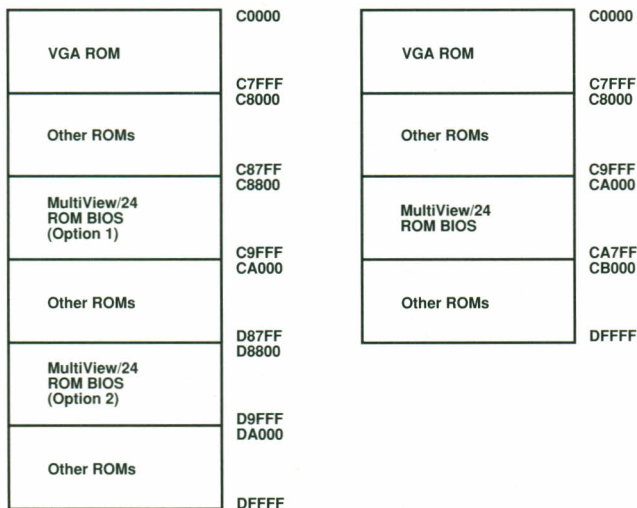 C0000
VGA ROM
C7FFF
C8000
Other ROMs
C87FF
C8800
MultiView/24
ROM BIOS
(Option 1)
C9FFF
CA000
Other ROMs
D87FF
D8800
MultiView/24
ROM BIOS
(Option 2)
D9FFF
DA000
Other ROMs
DFFFF
C0000
VGA ROM
C7FFF
C8000
Other ROMs
C9FFF
CA000
MultiView/24
ROM BIOS
CA7FF
CB000
Other ROMs
DFFFF